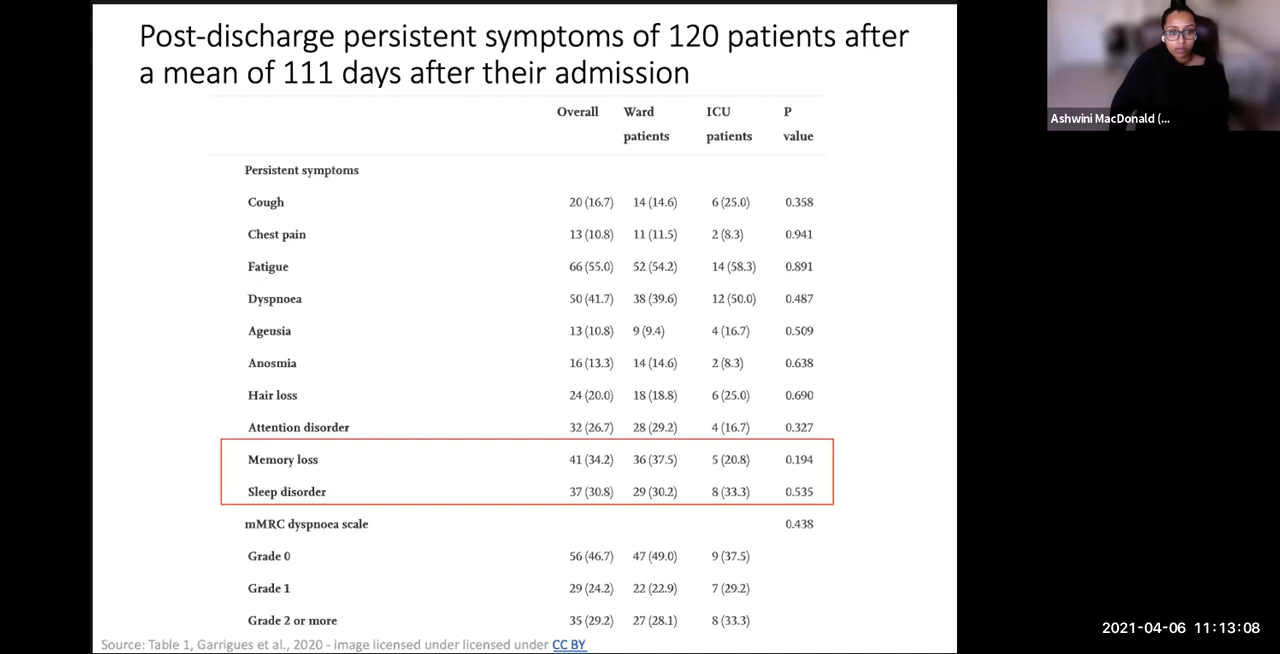 Post-discharge persistent symptoms of 120 patients after
a mean of 111 days after their admission
Overall Ward patients ICU patients P value
Persistent symptoms
Cough 20 (16.7) 14 (14.6) 6 (25.0) 0.358
Chest pain 13 (10.8) 11 (11.5) 2 (8.3) 0.941
Fatigue 66 (55.0) 52 (54.2) 14 (58.3) 0.891
Dyspnoea 50 (41.7) 38 (39.6) 12 (50.0) 0.487
Ageusia 13 (10.8) 9 (9.4) 4 (16.7) 0.509
Anosmia 16 (13.3) 14 (14.6) 2 (8.3) 0.638
Hair loss 24 (20.0) 18 (18.8) 6 (25.0) 0.690
Attention disorder 32 (26.7) 28 (29.2) 4 (16.7) 0.327
Memory loss 41 (34.2) 36 (37.5) 5 (20.8) 0.194
Sleep disorder 37 (30.8) 29 (30.2) 8 (33.3) 0.535
mMRC dyspnoea scale 0.438
Grade 0 56 (46.7) 47 (49.0) 9 (37.5)
Grade 1 29 (24.2) 22 (22.9) 7 (29.2)
Grade 2 or more 35 (29.2) 27 (28.1) 8 (33.3)
Source: Table 1, Garrigues et al., 2020 - image licensed under licensed under CC BY
Ashwini MacDonald (...
2021-04-06 11:13:08